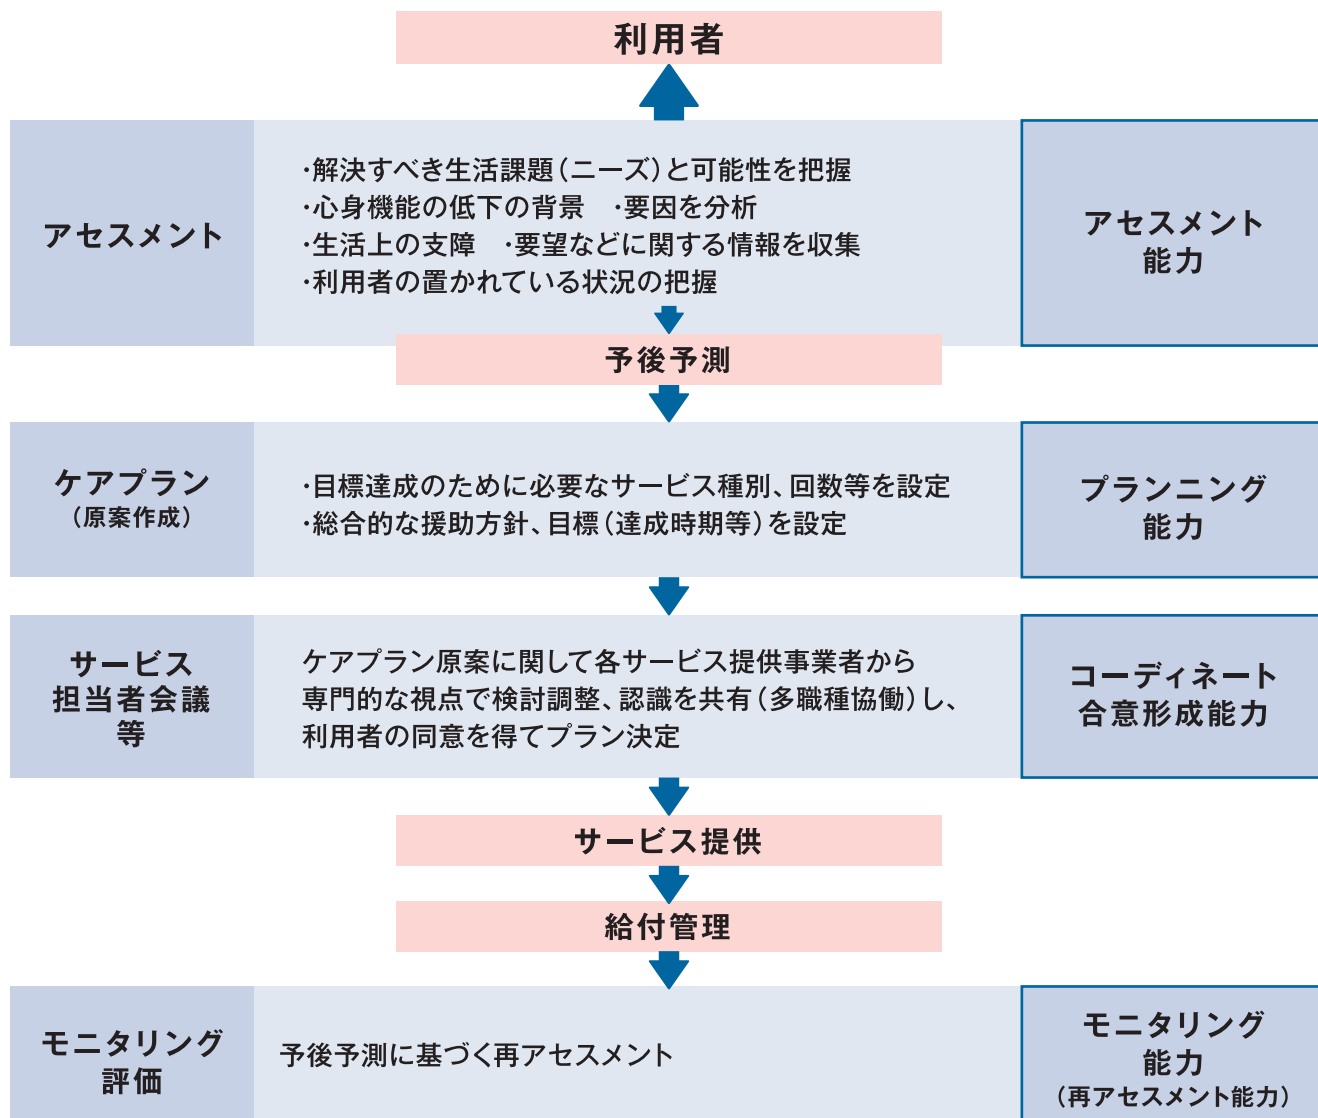 利用者
アセスメント
・解決すべき生活課題（ニーズ）と可能性を把握
・心身機能の低下の背景　・要因を分析
・生活上の支障　・要望などに関する情報を収集
・利用者の置かれている状況の把握
アセスメント
能力
予後予測
ケアプラン
（原案作成）
・目標達成のために必要なサービス種別、回数等を設定
・総合的な援助方針、目標（達成時期等）を設定
プランニング
能力
サービス
担当者会議
等
ケアプラン原案に関して各サービス提供事業者から
専門的な視点で検討調整、認識を共有（多職種協働）し、
利用者の同意を得てプラン決定
コーディネート
合意形成能力
サービス提供
給付管理
モニタリング
評価
予後予測に基づく再アセスメント
モニタリング
能力
（再アセスメント能力）